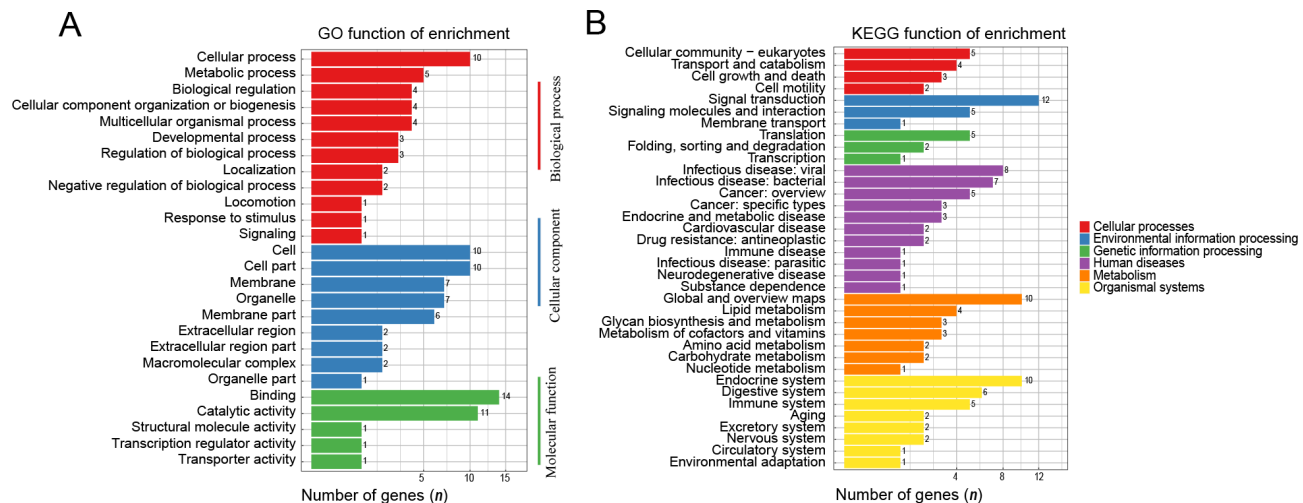 A
GO function of enrichment
Cellular process 10
Metabolic process 5
Biological regulation 4
Cellular component organization or biogenesis 4
Multicellular organismal process 4
Developmental process 3
Regulation of biological process 3
Localization 2
Negative regulation of biological process 2
Locomotion 1
Response to stimulus 1
Signaling 1
Cell 10
Cell part 10
Membrane 7
Organelle 7
Membrane part 6
Extracellular region 2
Extracellular region part 2
Macromolecular complex 2
Organelle part 1
Binding 14
Catalytic activity 11
Structural molecule activity 1
Transcription regulator activity 1
Transporter activity 1
Biological process
Cellular component
Molecular function
5 10 15
Number of genes (n)
B
KEGG function of enrichment
Cellular community − eukaryotes 5
Transport and catabolism 4
Cell growth and death 3
Cell motility 2
Signal transduction 12
Signaling molecules and interaction 5
Membrane transport 1
Translation 5
Folding, sorting and degradation 2
Transcription 1
Infectious disease: viral 8
Infectious disease: bacterial 7
Cancer: overview 5
Cancer: specific types 3
Endocrine and metabolic disease 3
Cardiovascular disease 2
Drug resistance: antineoplastic 2
Immune disease 1
Infectious disease: parasitic 1
Neurodegenerative disease 1
Substance dependence 1
Global and overview maps 10
Lipid metabolism 4
Glycan biosynthesis and metabolism 3
Metabolism of cofactors and vitamins 3
Amino acid metabolism 2
Carbohydrate metabolism 2
Nucleotide metabolism 1
Endocrine system 10
Digestive system 6
Immune system 5
Aging 2
Excretory system 2
Nervous system 2
Circulatory system 1
Environmental adaptation 1
4 8 12
Number of genes (n)
Cellular processes
Environmental information processing
Genetic information processing
Human diseases
Metabolism
Organismal systems